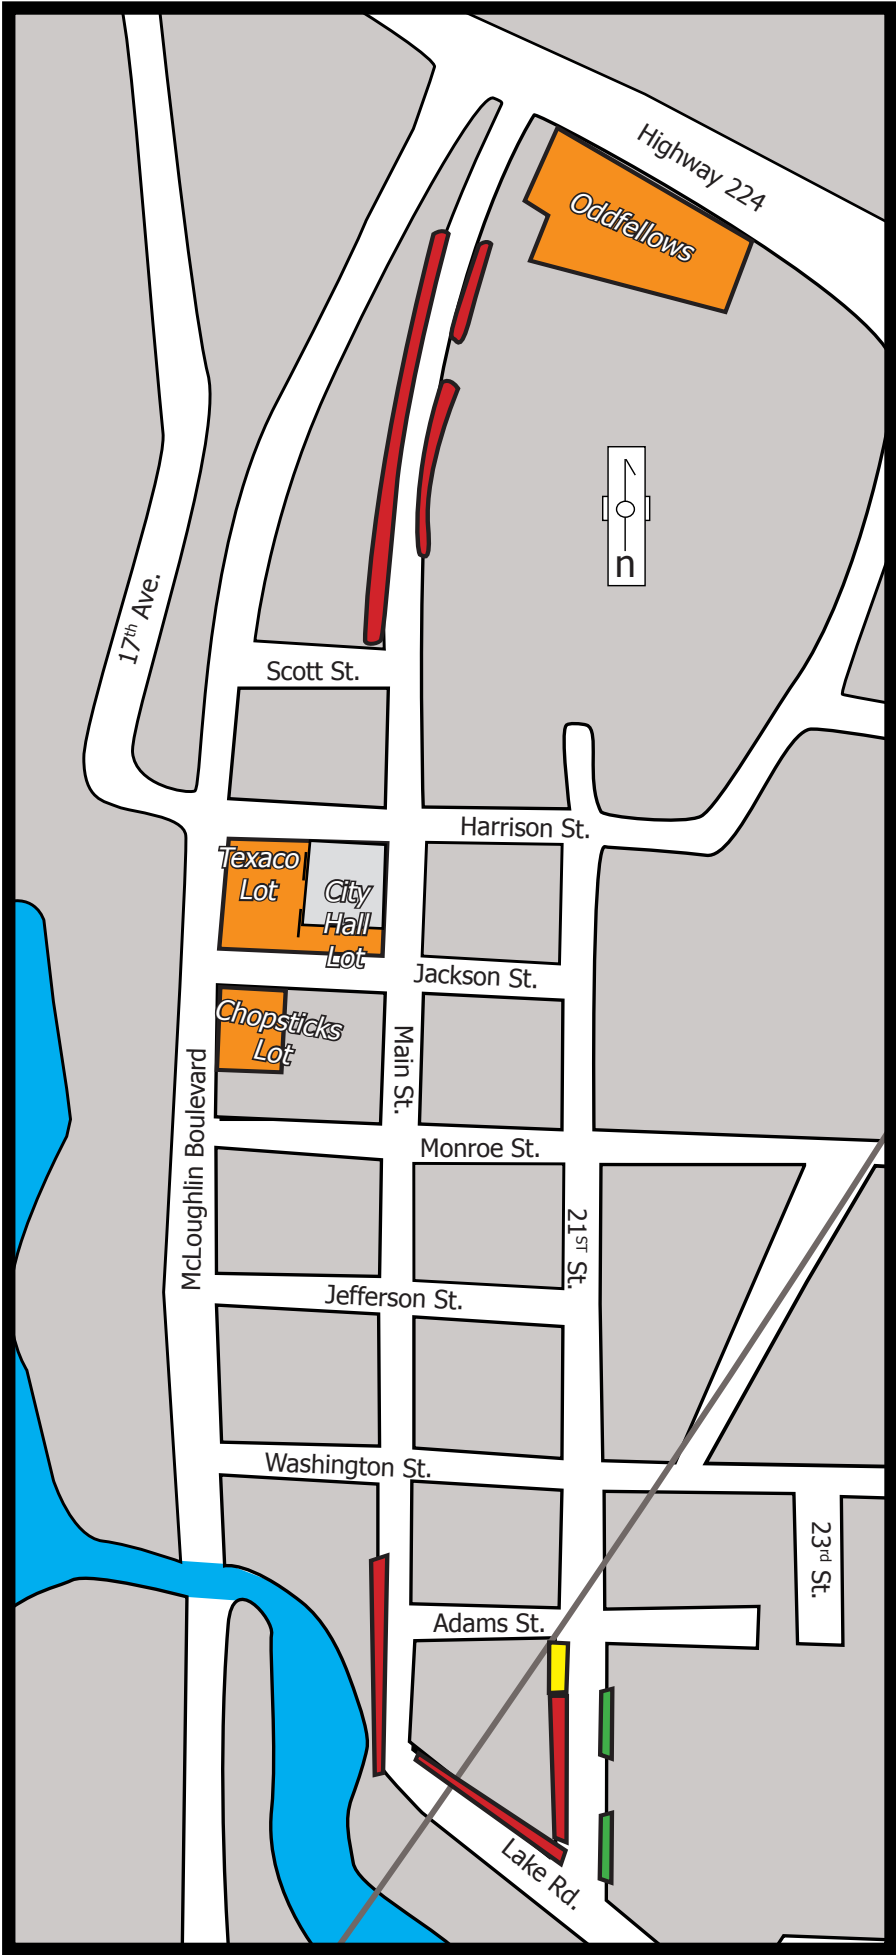 Highway 224
Oddfellows
n
17th Ave.
Scott St.
Harrison St.
Texaco
Lot
City
Hall
Lot
Jackson St.
Chopsticks
Lot
Main St.
McLoughlin Boulevard
Monroe St.
21ST St.
Jefferson St.
Washington St.
23rd St.
Adams St.
Lake Rd.